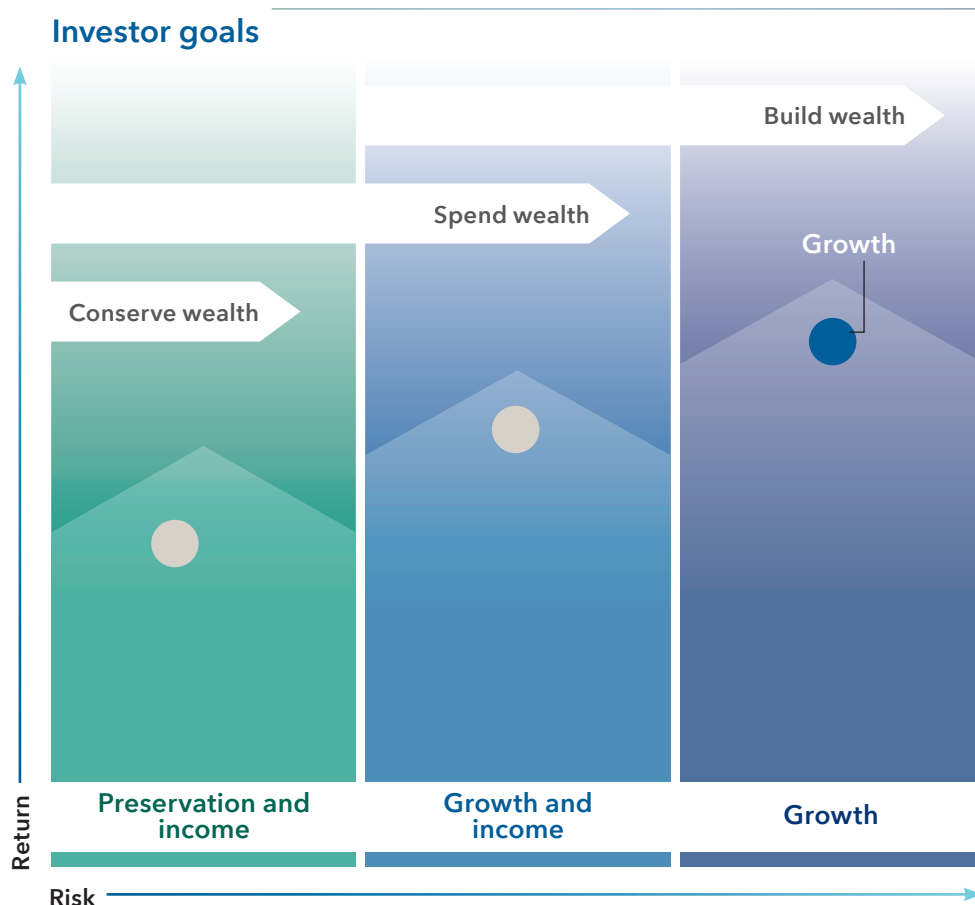 Investor goals
Build wealth
Spend wealth
Growth
Conserve wealth
Return
Preservation and
income
Growth and
income
Growth
Risk